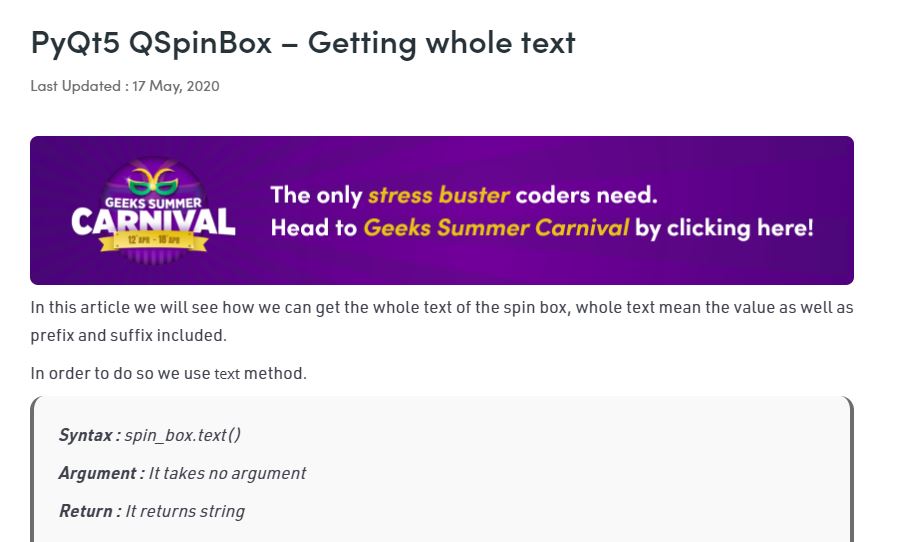 PyQt5 QSpinBox – Getting whole text
Last Updated : 17 May, 2020
GEEKS SUMMER
CARNIVAL
12 APR - 18 APR
The only stress buster coders need.
Head to Geeks Summer Carnival by clicking here!
In this article we will see how we can get the whole text of the spin box, whole text mean the value as well as
prefix and suffix included.
In order to do so we use text method.
Syntax : spin_box.text()
Argument : It takes no argument
Return : It returns string